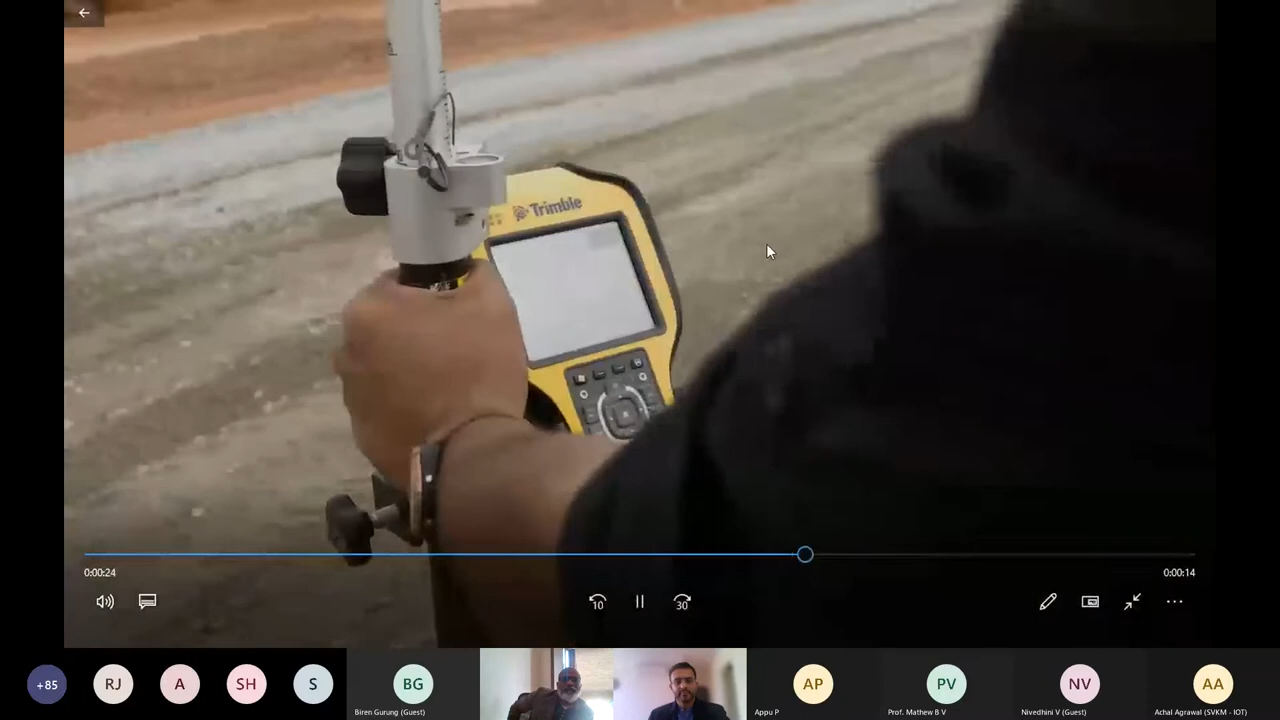 Trimble
0:00:24
0:00:14
10
30
+85
RJ
A
SH
S
BG
AP
PV
NV
AA
Biren Gurung (Guest)
Appu P
Prof. Mathew B V
Nivedhini V (Guest)
Achal Agrawal (SVKM - IOT)